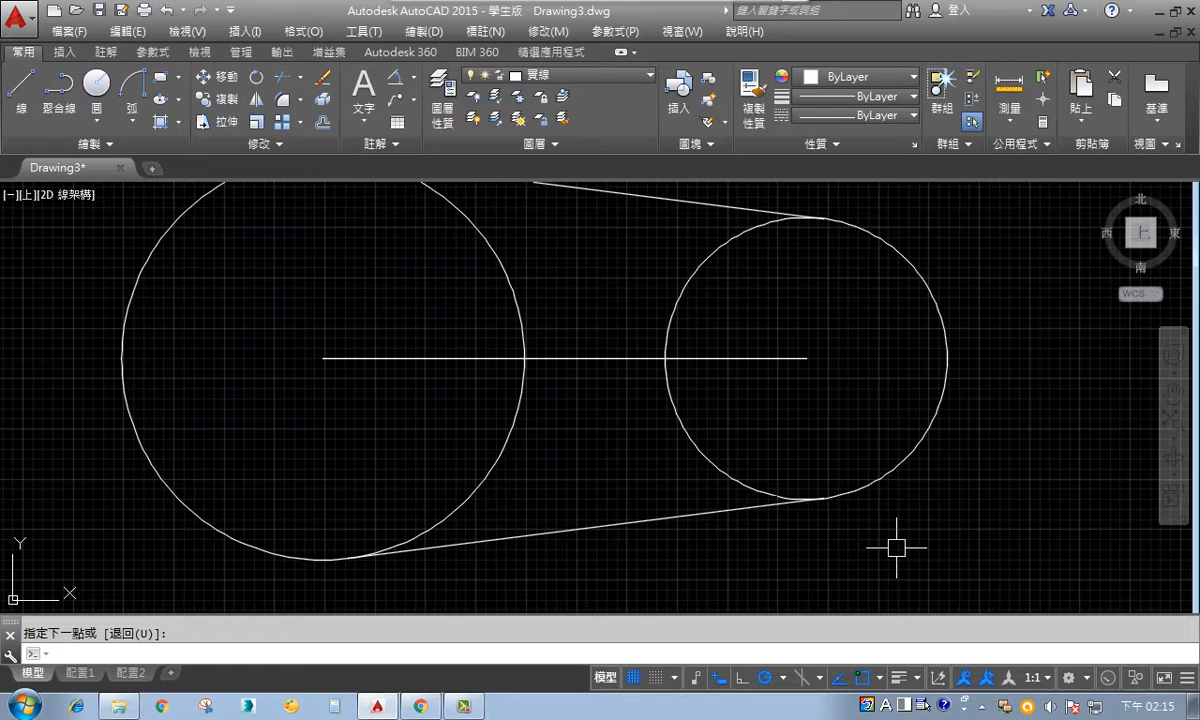 Autodesk AutoCAD 2015 - 學生版 Drawing3.dwg 鍵入關鍵字或片語 登入
檔案(F) 編輯(E) 檢視(V) 插入(I) 格式(O) 工具(T) 繪製(D) 標註(N) 修改(M) 參數式(P) 視窗(W) 說明(H)
常用 插入 註解 參數式 檢視 管理 輸出 增益集 Autodesk 360 BIM 360 精選應用程式
線 聚合線 圓 弧 移動 複製 拉伸 文字 圖層性質 實線 插入 複製性質 ByLayer ByLayer ByLayer 群組 測量 貼上 基準
繪製 修改 註解 圖層 圖塊 性質 群組 公用程式 剪貼簿 視圖
Drawing3*
[−]|上|[2D 線架構]
北
西 上 東
南
WCS
Y
X
指定下一點或 [退回(U)]:
模型 配置1 配置2
模型 1:1
下午 02:15